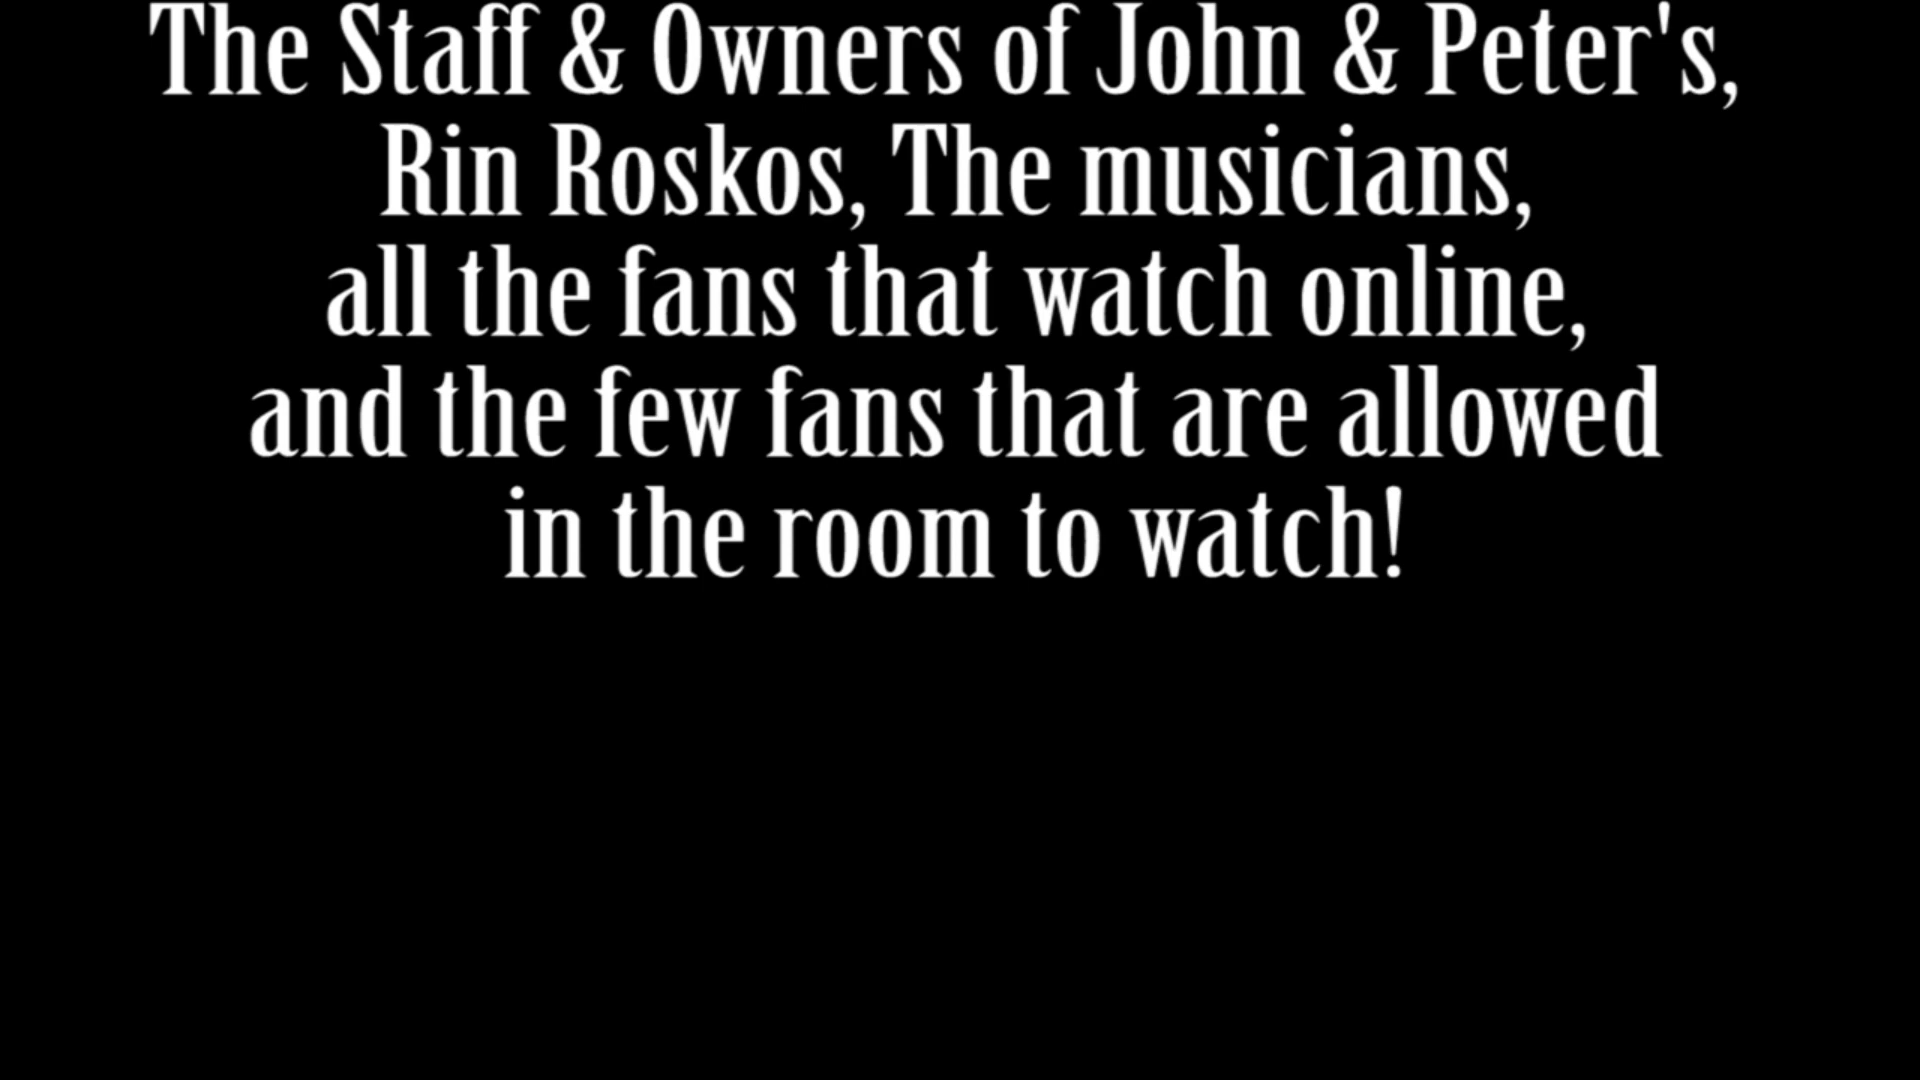 The Staff & Owners of John & Peter's,
Rin Roskos, The musicians,
all the fans that watch online,
and the few fans that are allowed
in the room to watch!